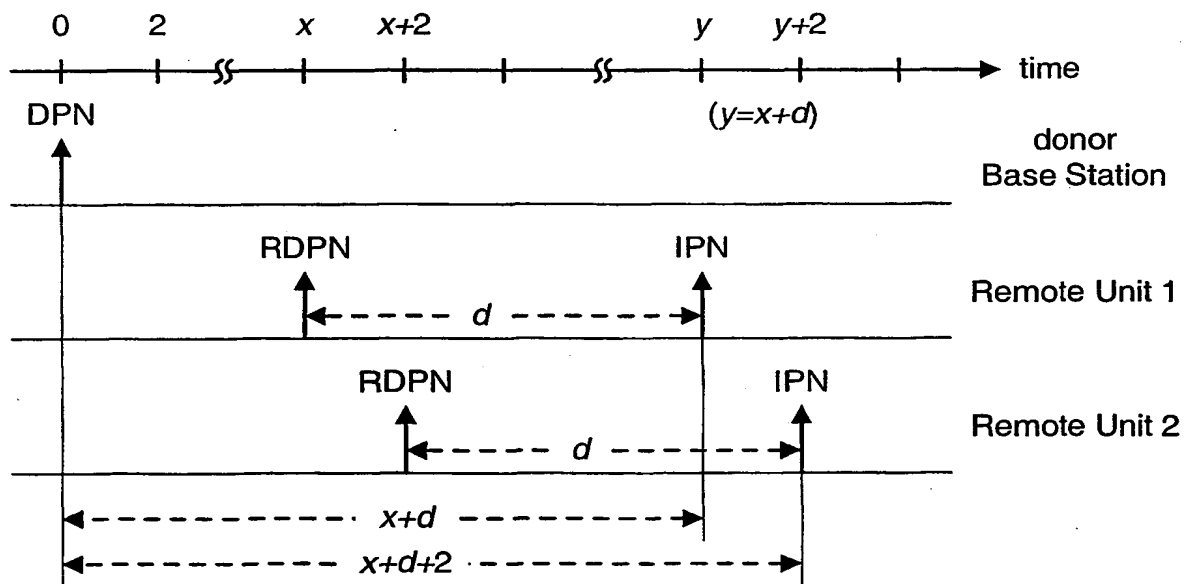 0 2 x x+2 y y+2
time
DPN
(y=x+d)
donor
Base Station
RDPN IPN
Remote Unit 1
d
RDPN IPN
Remote Unit 2
d
x+d
x+d+2